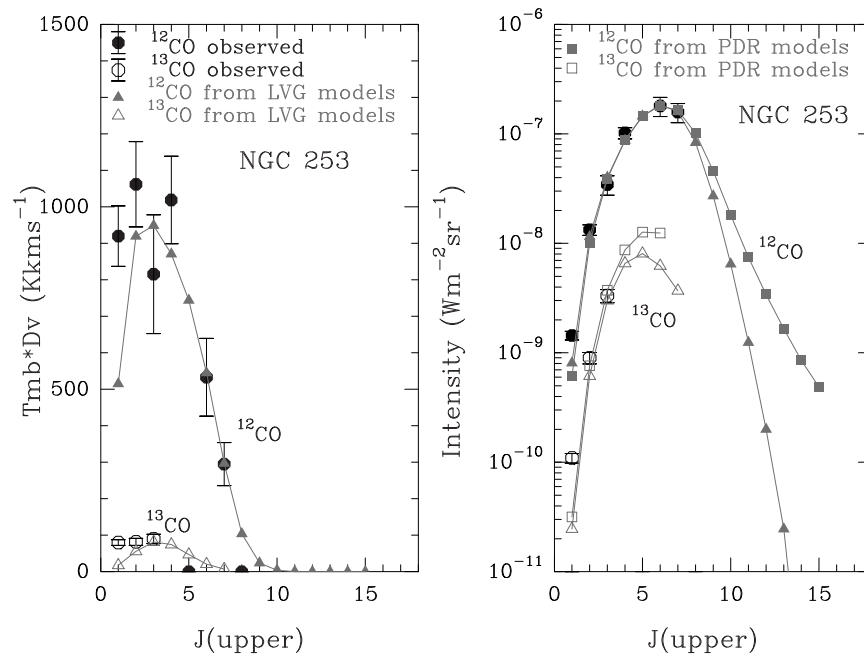 1500
1000
500
0
0
5
10
15
Tmb*Dv (Kkms⁻¹)
J(upper)
¹²CO observed
¹³CO observed
¹²CO from LVG models
¹³CO from LVG models
NGC 253
¹²CO
¹³CO
10⁻⁶
10⁻⁷
10⁻⁸
10⁻⁹
10⁻¹⁰
10⁻¹¹
0
5
10
15
Intensity (Wm⁻²sr⁻¹)
J(upper)
¹²CO from PDR models
¹³CO from PDR models
NGC 253
¹²CO
¹³CO